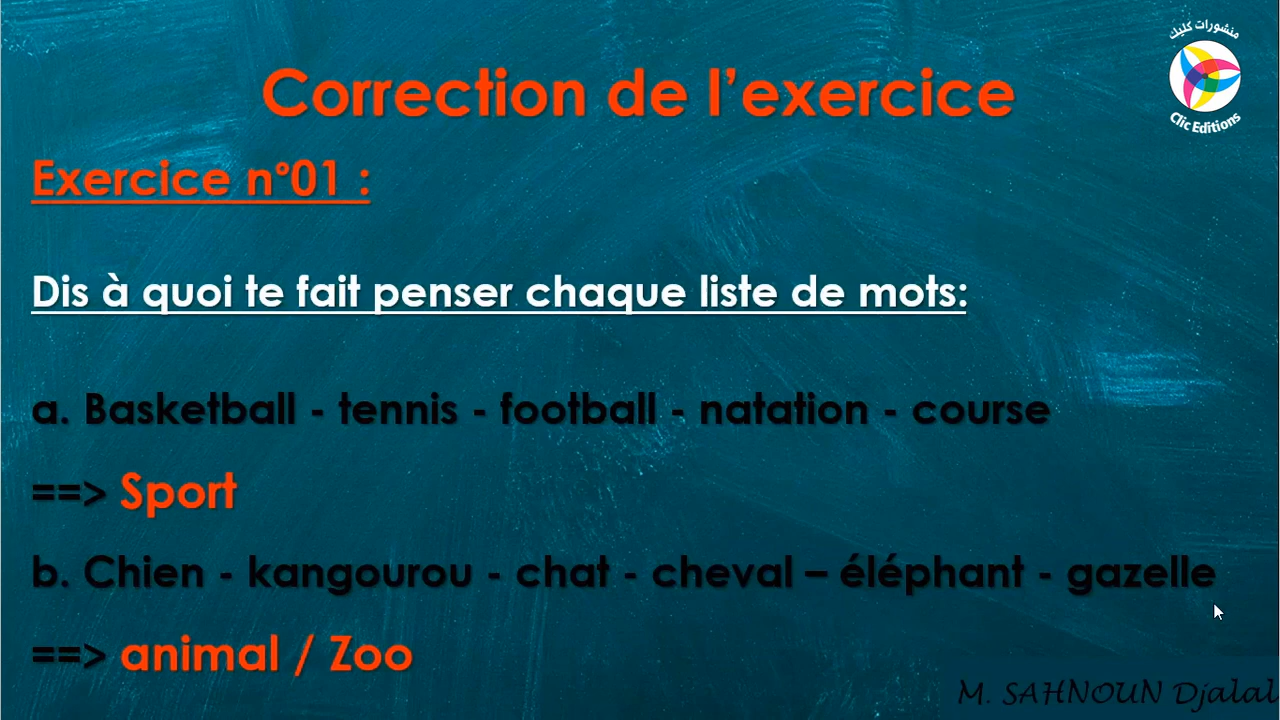 منشورات كليك
Clic Editions
Correction de l’exercice
Exercice n°01 :
Dis à quoi te fait penser chaque liste de mots:
a. Basketball - tennis - football - natation - course
==> Sport
b. Chien - kangourou - chat - cheval – éléphant - gazelle
==> animal / Zoo
M. SAHNOUN Djalal